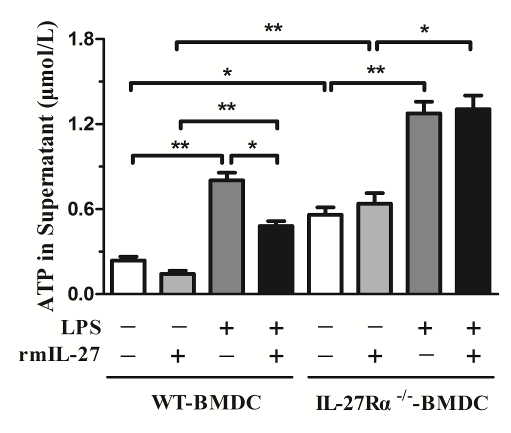 ATP in Supernatant (μmol/L)
1.8
1.2
0.6
0.0
** *
* **
**
** *
LPS − − + + − − + +
rmIL-27 − + − + − + − +
WT-BMDC IL-27Rα -/--BMDC